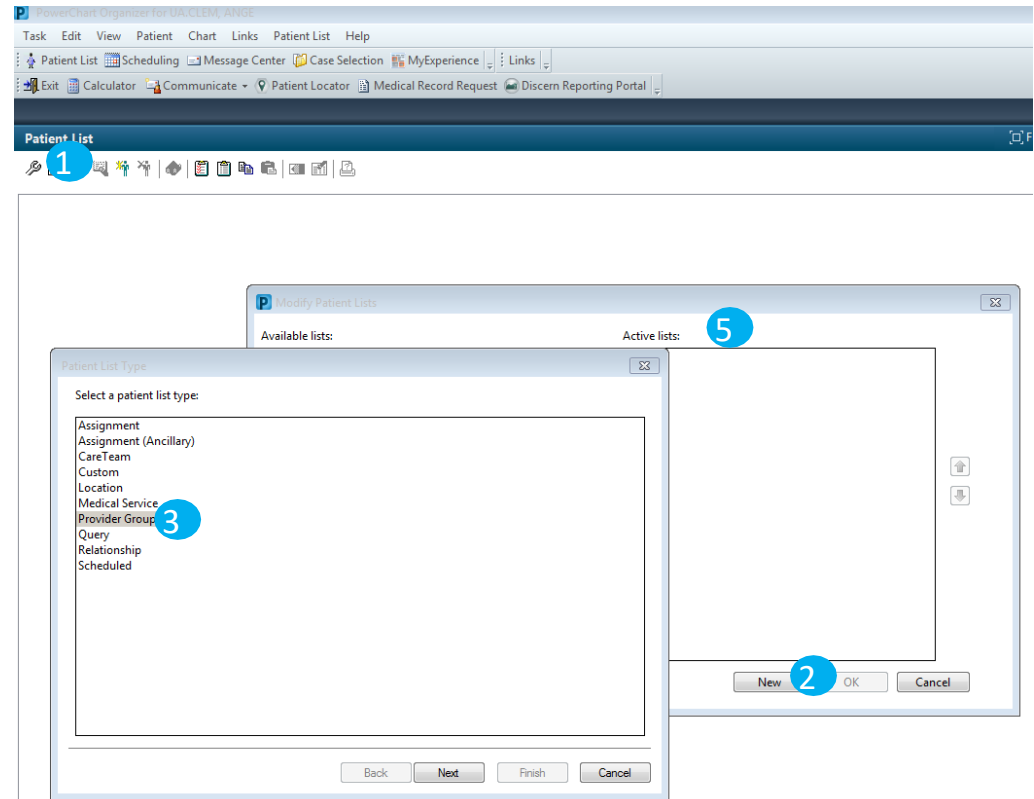 P PowerChart Organizer for UA.CLEM, ANGE
Task Edit View Patient Chart Links Patient List Help
Patient List Scheduling Message Center Case Selection MyExperience Links
Exit Calculator Communicate Patient Locator Medical Record Request Discern Reporting Portal
Patient List F
1
P Modify Patient Lists
Available lists: Active lists: 5
Patient List Type
Select a patient list type:
Assignment
Assignment (Ancillary)
CareTeam
Custom
Location
Medical Service
Provider Group 3
Query
Relationship
Scheduled
New 2 OK Cancel
Back Next Finish Cancel